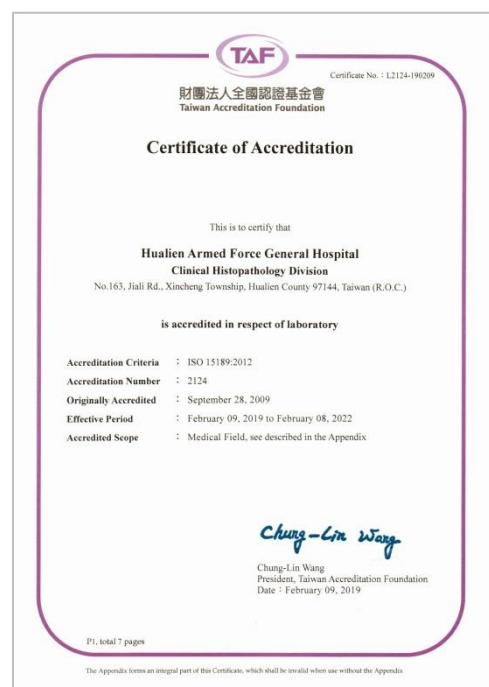 TAF
Certificate No.：L2124-190209
財團法人全國認證基金會
Taiwan Accreditation Foundation
Certificate of Accreditation
This is to certify that
Hualien Armed Force General Hospital
Clinical Histopathology Division
No.163, Jiali Rd., Xincheng Township, Hualien County 97144, Taiwan (R.O.C.)
is accredited in respect of laboratory
Accreditation Criteria : ISO 15189:2012
Accreditation Number : 2124
Originally Accredited : September 28, 2009
Effective Period : February 09, 2019 to February 08, 2022
Accredited Scope : Medical Field, see described in the Appendix
Chung-Lin Wang
Chung-Lin Wang
President, Taiwan Accreditation Foundation
Date：February 09, 2019
P1, total 7 pages
The Appendix forms an integral part of this Certificate, which shall be invalid when use without the Appendix